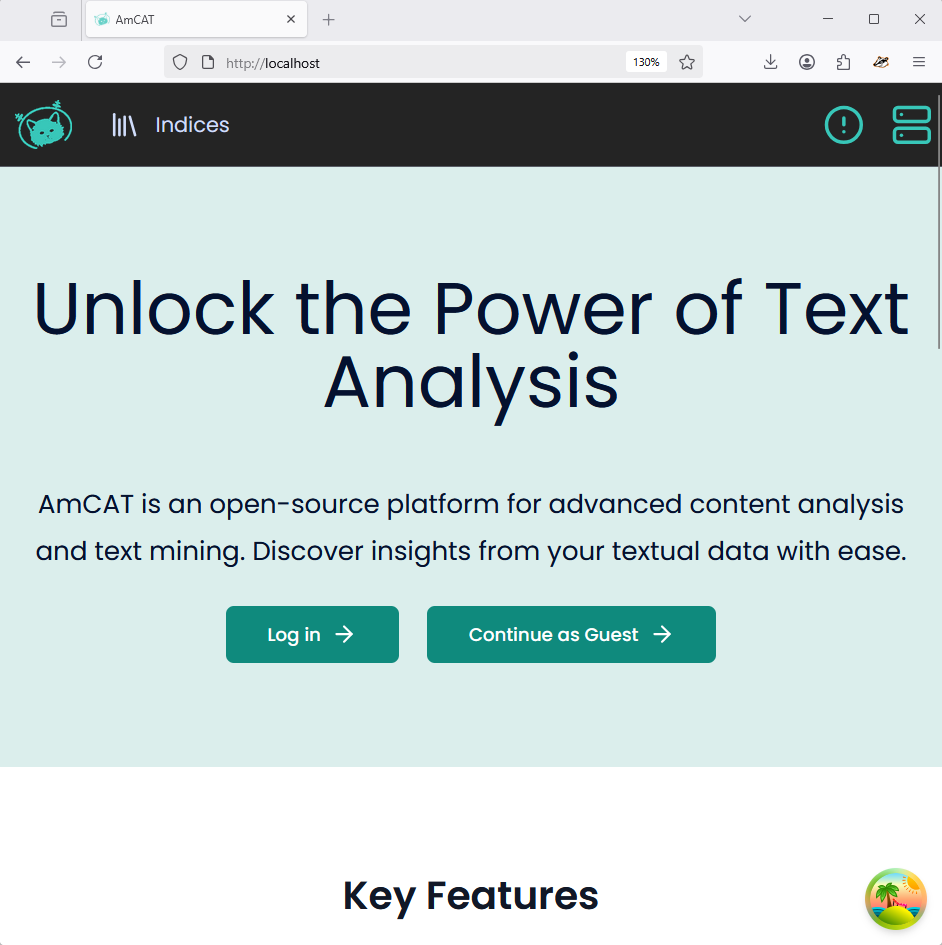 AmCAT
http://localhost
130%
Indices
Unlock the Power of Text
Analysis
AmCAT is an open-source platform for advanced content analysis
and text mining. Discover insights from your textual data with ease.
Log in
Continue as Guest
Key Features